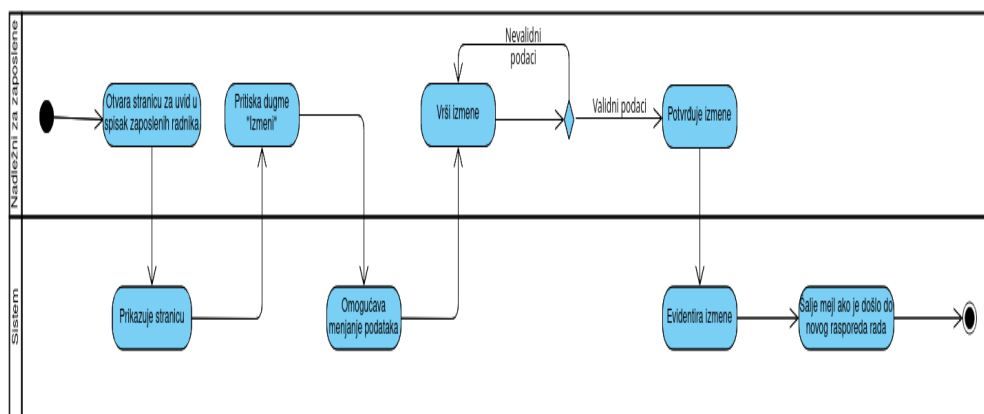 Nadležni za zaposlene
Otvara stranicu za uvid u
spisak zaposlenih radnika
Pritiska dugme
"Izmeni"
Vrši izmene
Nevalidni
podaci
Validni podaci
Potvrđuje izmene
Sistem
Prikazuje stranicu
Omogućava
menjanje podataka
Evidentira izmene
Šalje mejl ako je došlo do
novog rasporeda rada